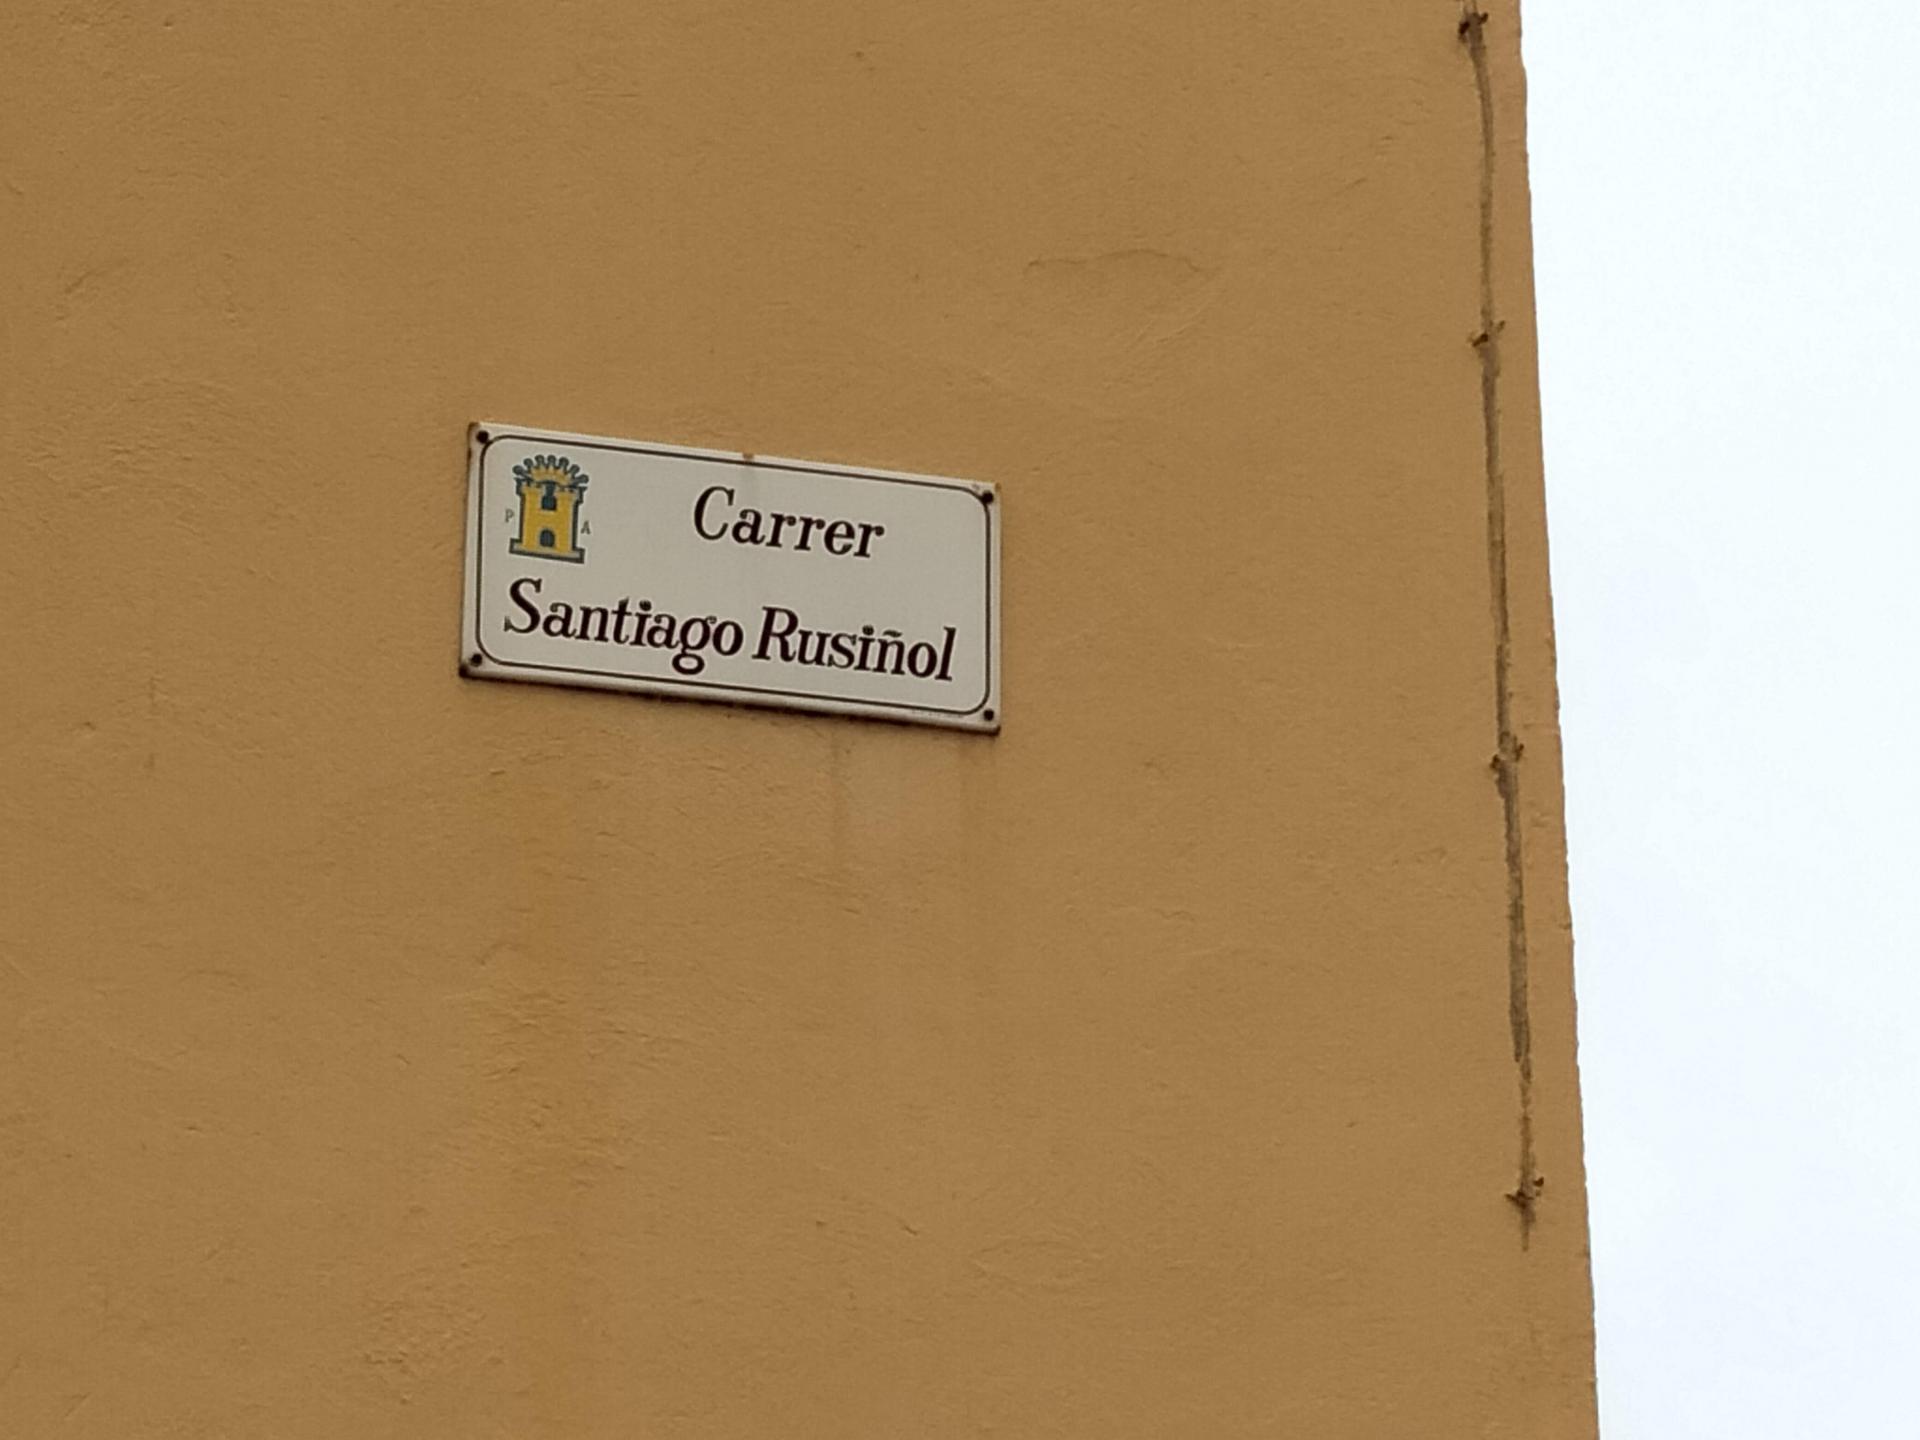 P A
Carrer
Santiago Rusiñol